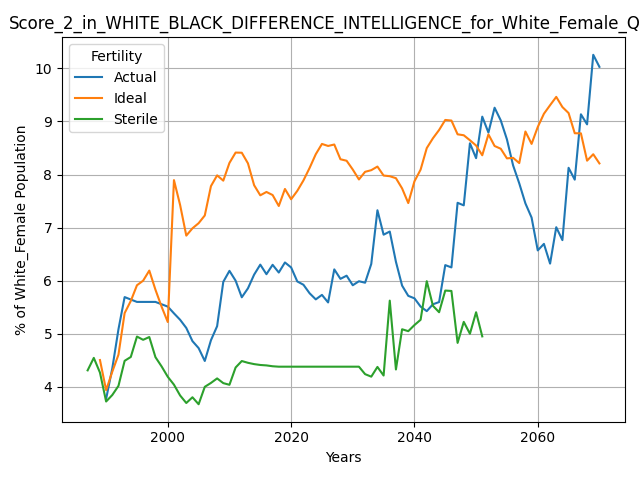 Score_2_in_WHITE_BLACK_DIFFERENCE_INTELLIGENCE_for_White_Female_Q
Fertility
Actual
Ideal
Sterile
% of White_Female Population
10
9
8
7
6
5
4
2000 2020 2040 2060
Years